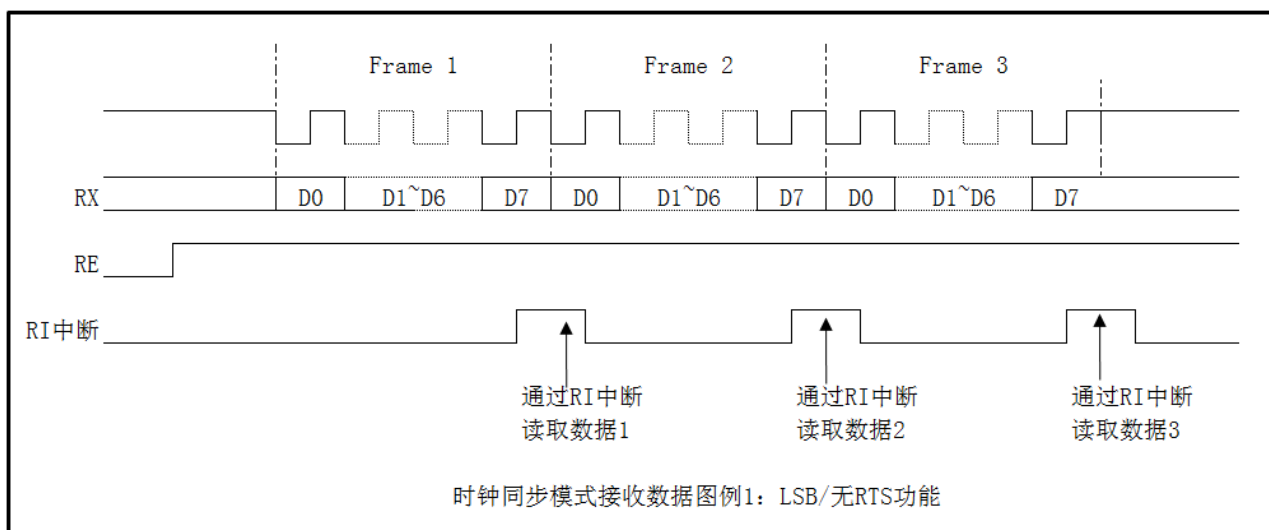 Frame 1 Frame 2 Frame 3
RX D0 D1~D6 D7 D0 D1~D6 D7 D0 D1~D6 D7
RE
RI中断
通过RI中断 通过RI中断 通过RI中断
读取数据1 读取数据2 读取数据3
时钟同步模式接收数据图例1: LSB/无RTS功能